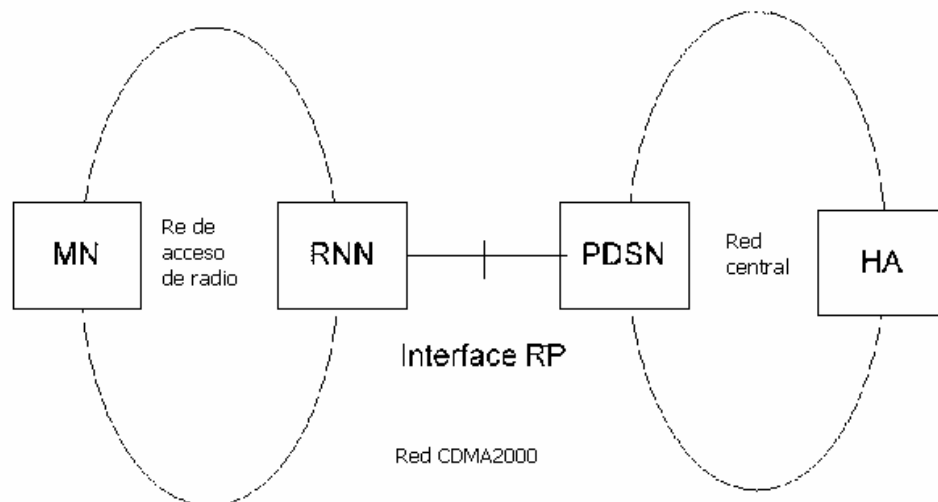 MN
Re de
acceso
de radio
RNN
PDSN
Red
central
HA
Interface RP
Red CDMA2000